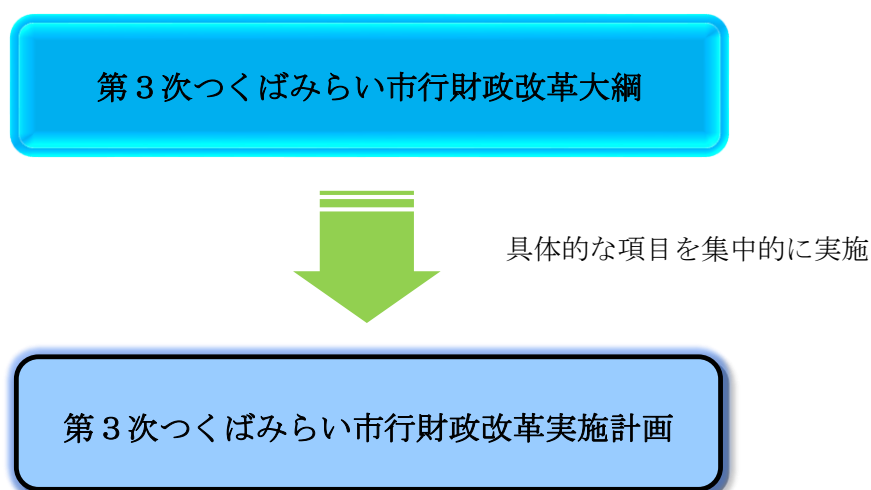 第３次つくばみらい市行財政改革大綱
具体的な項目を集中的に実施
第３次つくばみらい市行財政改革実施計画